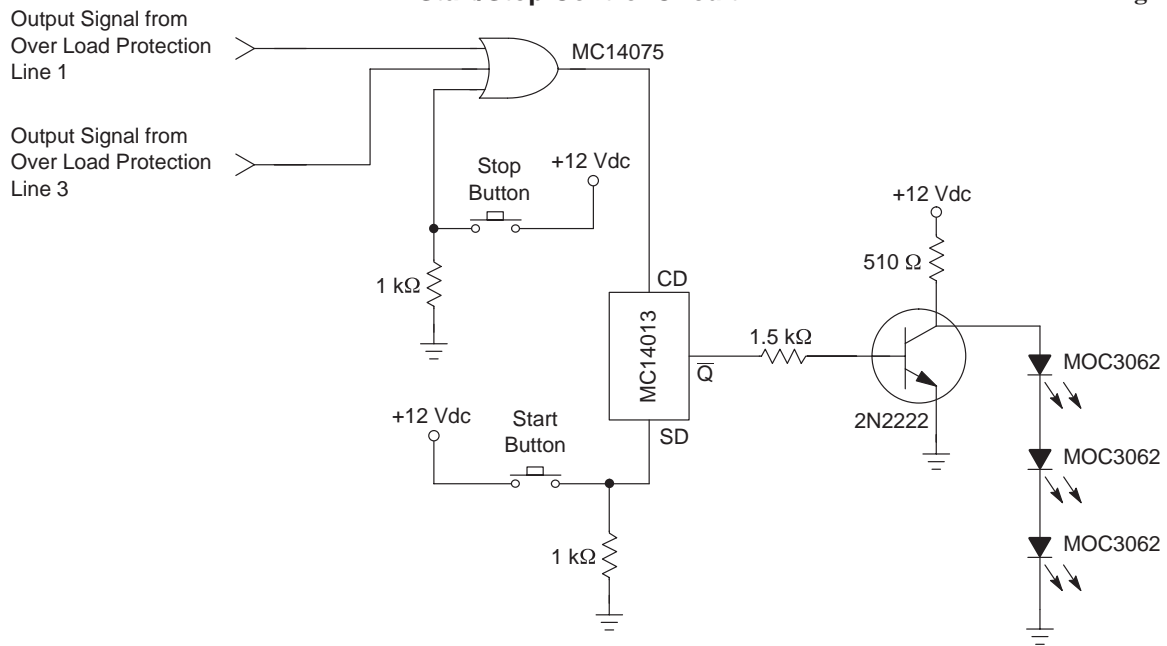 Output Signal from
Over Load Protection
Line 1
MC14075
Output Signal from
Over Load Protection
Line 3
Stop
Button
+12 Vdc
+12 Vdc
510 Ω
1 kΩ
CD
MC14013
Q̅
1.5 kΩ
MOC3062
2N2222
+12 Vdc
Start
Button
SD
MOC3062
1 kΩ
MOC3062